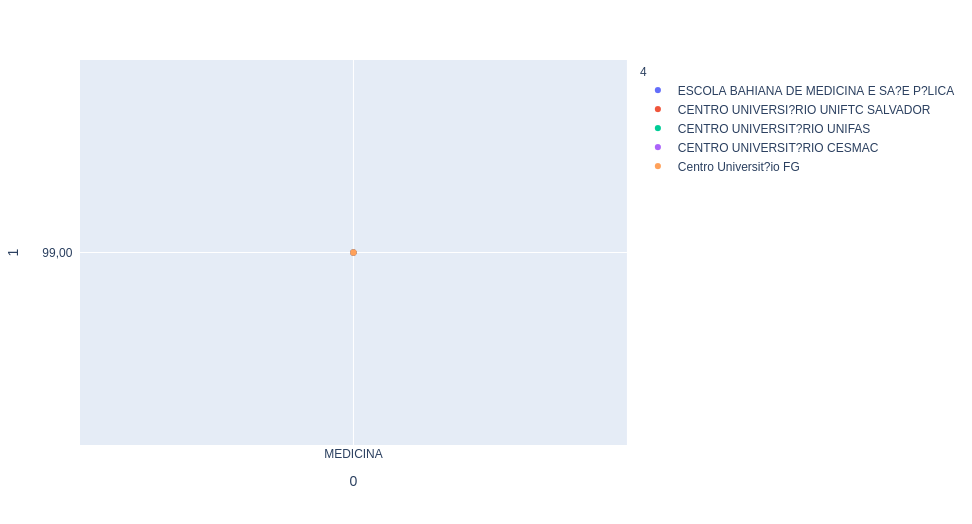 4
ESCOLA BAHIANA DE MEDICINA E SA?E P?LICA
CENTRO UNIVERSI?RIO UNIFTC SALVADOR
CENTRO UNIVERSIT?RIO UNIFAS
CENTRO UNIVERSIT?RIO CESMAC
Centro Universit?io FG
1
99,00
MEDICINA
0